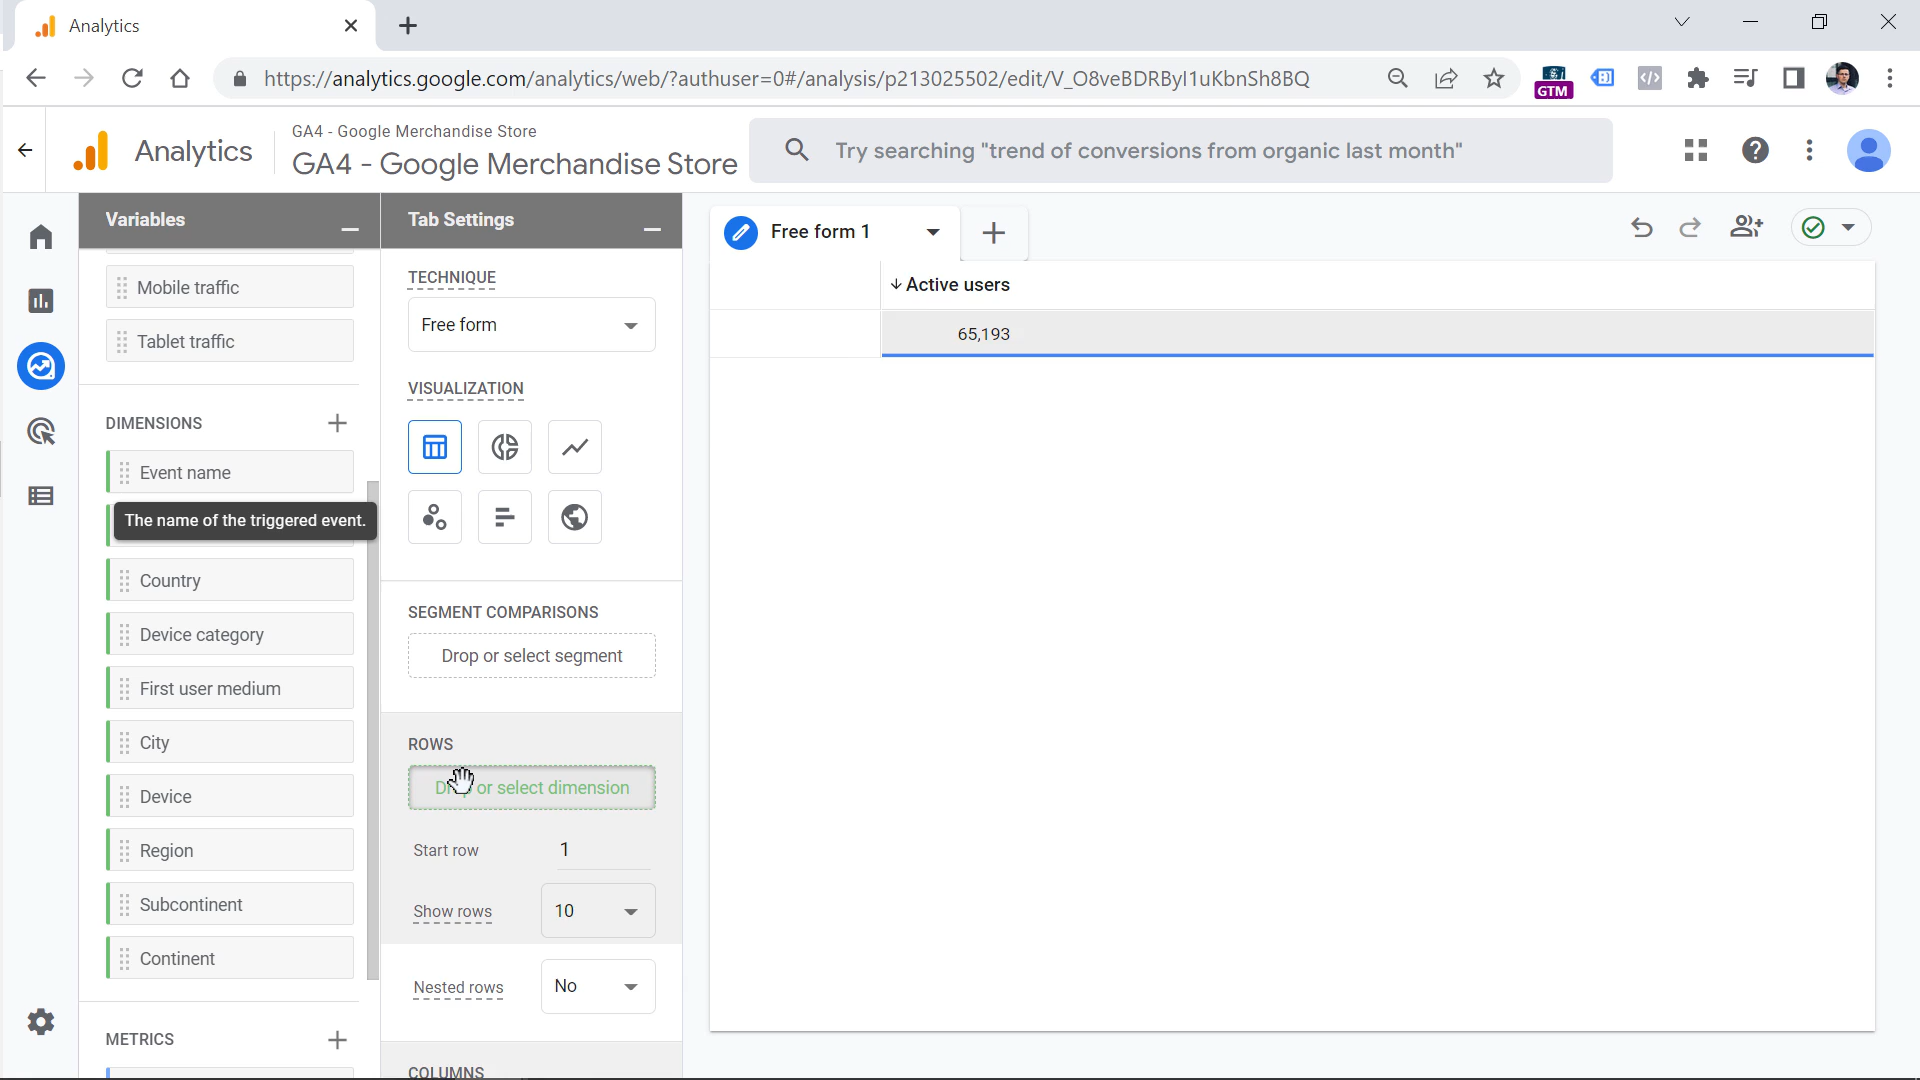 Analytics
https://analytics.google.com/analytics/web/?authuser=0#/analysis/p213025502/edit/V_O8veBDRByI1uKbnSh8BQ
GTM
Analytics
GA4 - Google Merchandise Store
GA4 - Google Merchandise Store
Try searching "trend of conversions from organic last month"
Variables
Mobile traffic
Tablet traffic
DIMENSIONS
Event name
The name of the triggered event.
Country
Device category
First user medium
City
Device
Region
Subcontinent
Continent
METRICS
Tab Settings
TECHNIQUE
Free form
VISUALIZATION
SEGMENT COMPARISONS
Drop or select segment
ROWS
or select dimension
Start row 1
Show rows 10
Nested rows No
COLUMNS
Free form 1
Active users
65,193